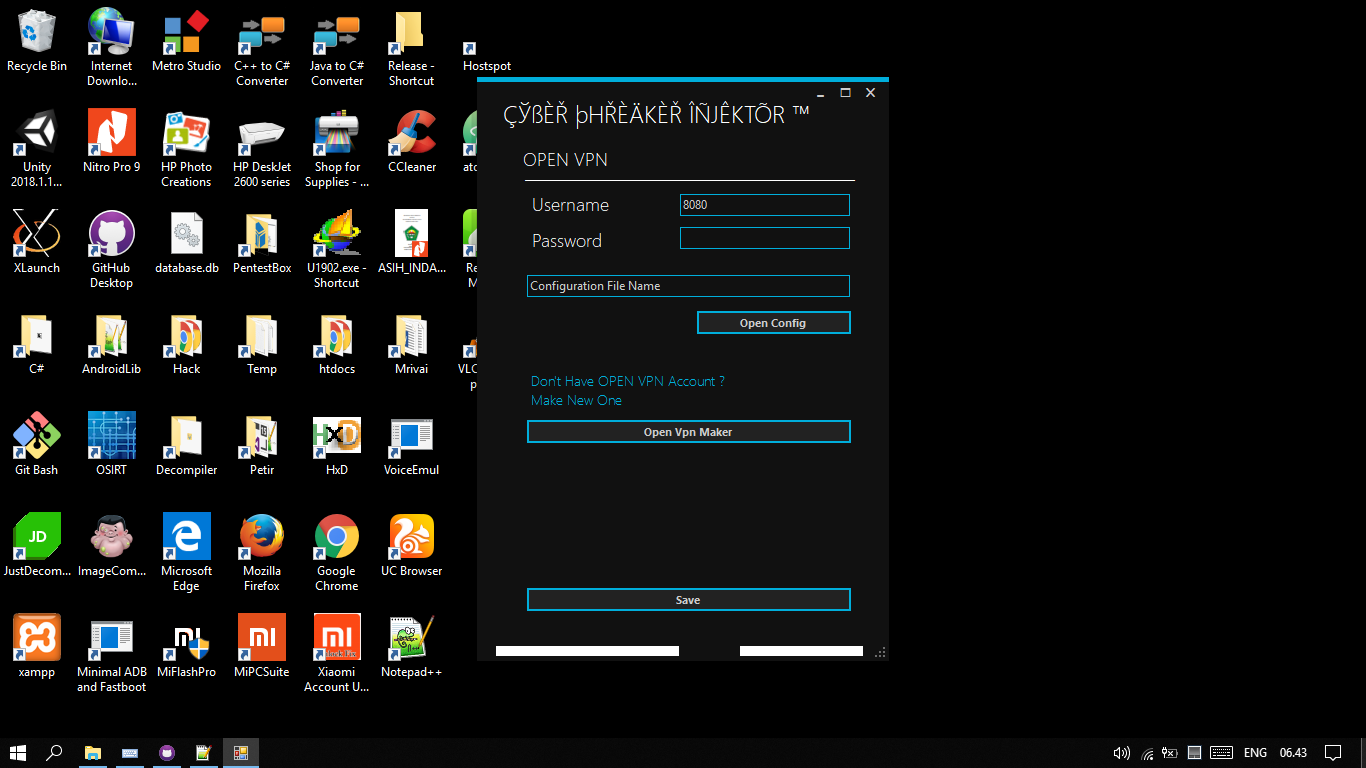 Recycle Bin
Internet
Downlo...
Metro Studio
C++ to C#
Converter
Java to C#
Converter
Release -
Shortcut
Hostspot
Unity
2018.1.1...
Nitro Pro 9
HP Photo
Creations
HP DeskJet
2600 series
Shop for
Supplies - ...
CCleaner
XLaunch
GitHub
Desktop
database.db
PentestBox
U1902.exe -
Shortcut
ASIH_INDA...
C#
AndroidLib
Hack
Temp
htdocs
Mrivai
VLC
Git Bash
OSIRT
Decompiler
Petir
HxD
HxD
VoiceEmul
JD
JustDecom...
ImageCom...
Microsoft
Edge
Mozilla
Firefox
Google
Chrome
UC Browser
xampp
Minimal ADB
and Fastboot
MiFlashPro
MiPCSuite
Xiaomi
Account U...
Notepad++
ÇŶßÈŘ þHŘÈÄKÈŘ ÎÑJÊKTÕR ™
OPEN VPN
Username
8080
Password
Configuration File Name
Open Config
Don't Have OPEN VPN Account ?
Make New One
Open Vpn Maker
Save
ENG
06.43